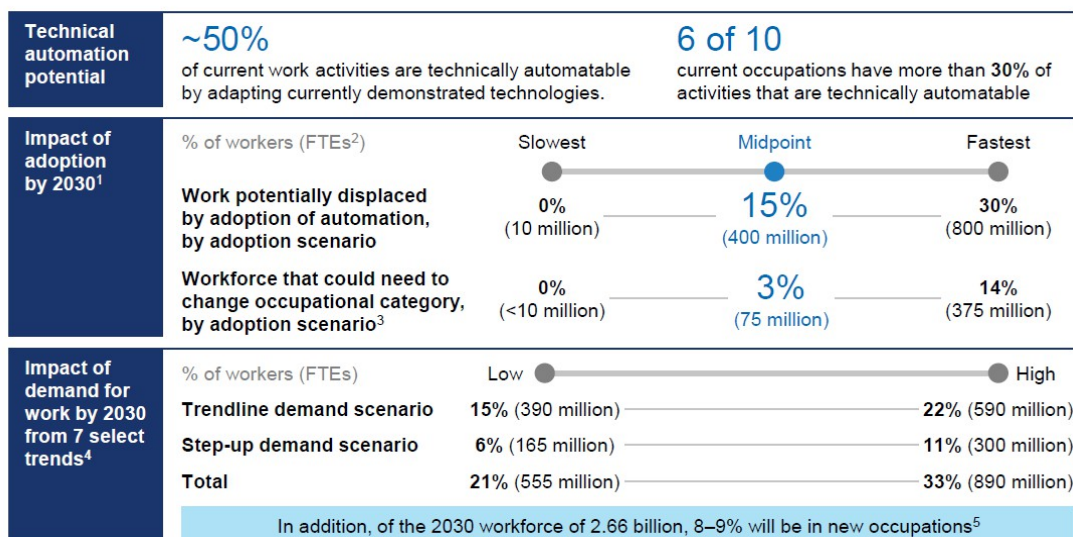 Technical
automation
potential
~50%
of current work activities are technically automatable
by adapting currently demonstrated technologies.
6 of 10
current occupations have more than 30% of
activities that are technically automatable
Impact of
adoption
by 2030¹
% of workers (FTEs²)
Slowest
Midpoint
Fastest
Work potentially displaced
by adoption of automation,
by adoption scenario
0%
(10 million)
15%
(400 million)
30%
(800 million)
Workforce that could need to
change occupational category,
by adoption scenario³
0%
(<10 million)
3%
(75 million)
14%
(375 million)
Impact of
demand for
work by 2030
from 7 select
trends⁴
% of workers (FTEs)
Low
High
Trendline demand scenario
15% (390 million)
22% (590 million)
Step-up demand scenario
6% (165 million)
11% (300 million)
Total
21% (555 million)
33% (890 million)
In addition, of the 2030 workforce of 2.66 billion, 8–9% will be in new occupations⁵